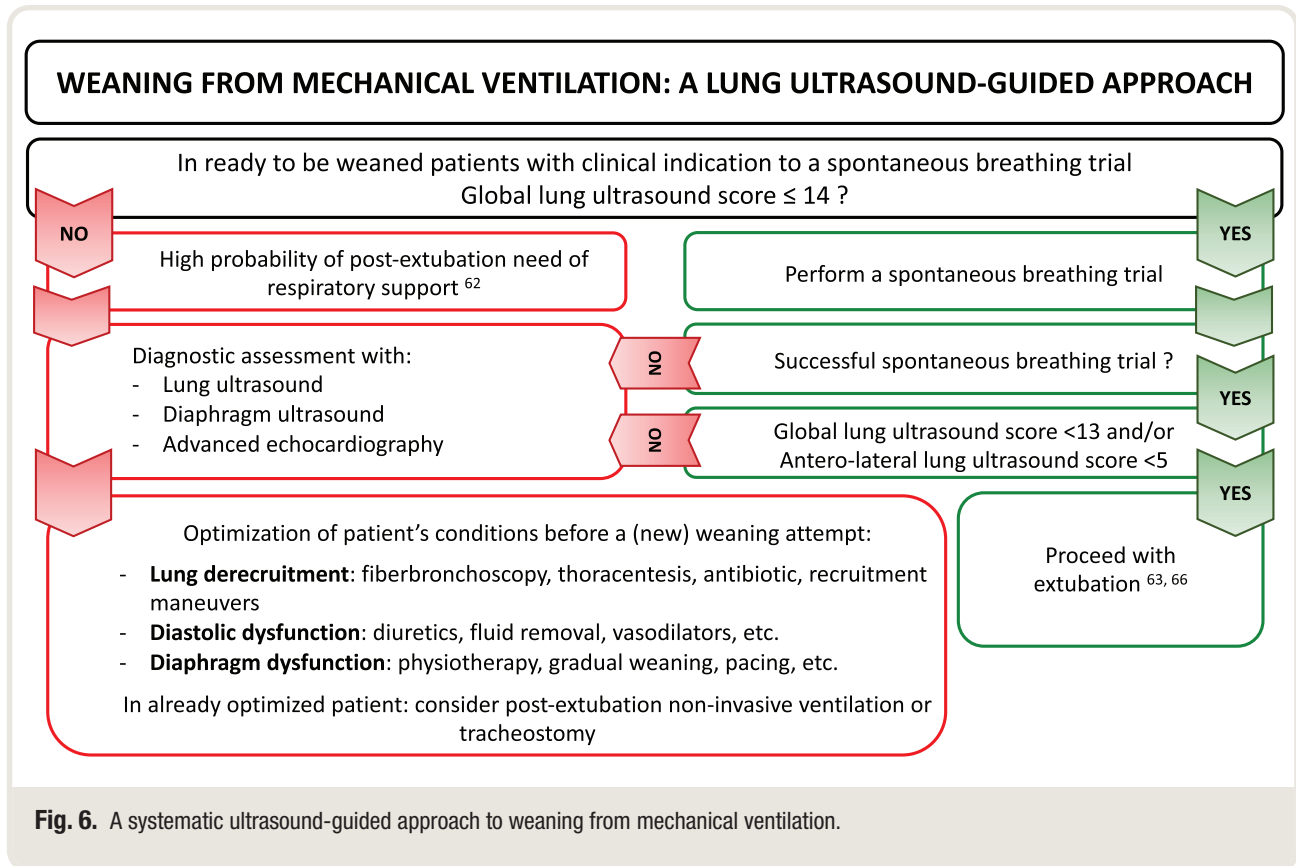 WEANING FROM MECHANICAL VENTILATION: A LUNG ULTRASOUND-GUIDED APPROACH
In ready to be weaned patients with clinical indication to a spontaneous breathing trial
Global lung ultrasound score ≤ 14 ?
NO
YES
High probability of post-extubation need of
respiratory support 62
Perform a spontaneous breathing trial
Diagnostic assessment with:
- Lung ultrasound
- Diaphragm ultrasound
- Advanced echocardiography
NO
Successful spontaneous breathing trial ?
YES
NO
Global lung ultrasound score <13 and/or
Antero-lateral lung ultrasound score <5
YES
Optimization of patient's conditions before a (new) weaning attempt:
- Lung derecruitment: fiberbronchoscopy, thoracentesis, antibiotic, recruitment
maneuvers
- Diastolic dysfunction: diuretics, fluid removal, vasodilators, etc.
- Diaphragm dysfunction: physiotherapy, gradual weaning, pacing, etc.
In already optimized patient: consider post-extubation non-invasive ventilation or
tracheostomy
Proceed with
extubation 63, 66
Fig. 6. A systematic ultrasound-guided approach to weaning from mechanical ventilation.